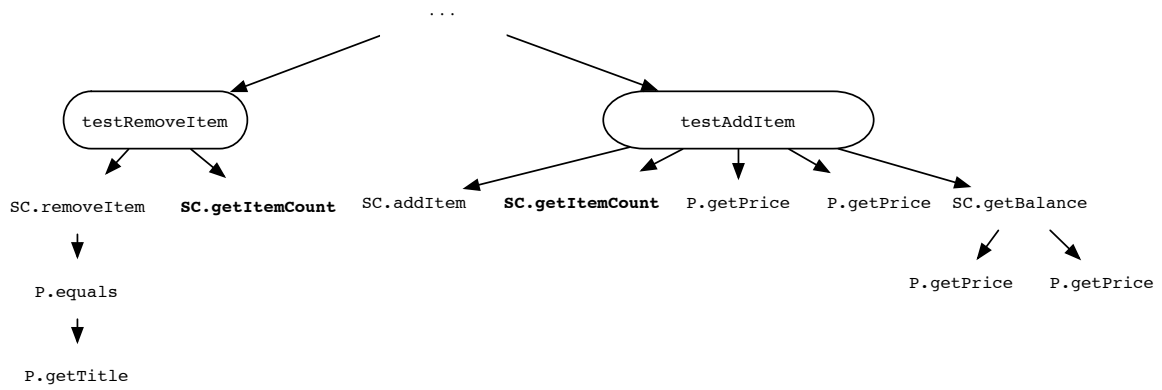 ...
testRemoveItem
testAddItem
SC.removeItem
SC.getItemCount
SC.addItem
SC.getItemCount
P.getPrice
P.getPrice
SC.getBalance
P.equals
P.getPrice
P.getPrice
P.getTitle